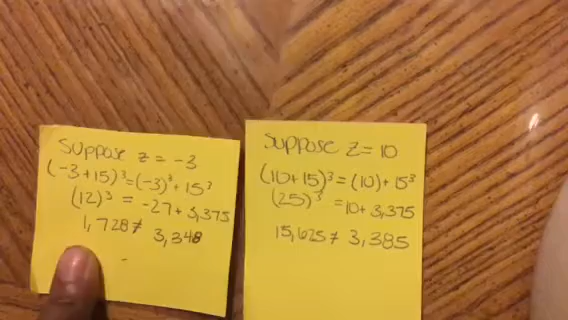 Suppose z = -3
(-3+15)³=(-3)³+15³
(12)³ = -27+3,375
1,728≠ 3,348
Suppose z= 10
(10+15)³=(10)+15³
(25)³ =10+3,375
15,625≠ 3,385